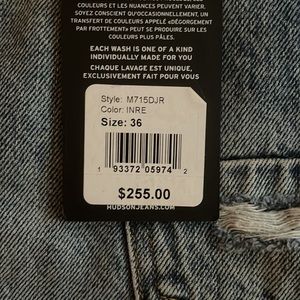 COULEURS ET LES NUANCES PEUVENT VARIER.
SOYEZ CONSCIENT QU'OCCASIONNELLEMENT, UN
TRANSFERT DE COULEURS APPELÉ «DÉGORGEMENT
PAR FROTTEMENT» PEUT SE PRODUIRE SUR LES
COULEURS PLUS PÂLES.
EACH WASH IS ONE OF A KIND
INDIVIDUALLY MADE FOR YOU
CHAQUE LAVAGE EST UNIQUE,
EXCLUSIVEMENT FAIT POUR VOUS
Style: M715DJR
Color: INRE
Size: 36
1 93372 05974 2
$255.00
HUDSONJEANS.COM